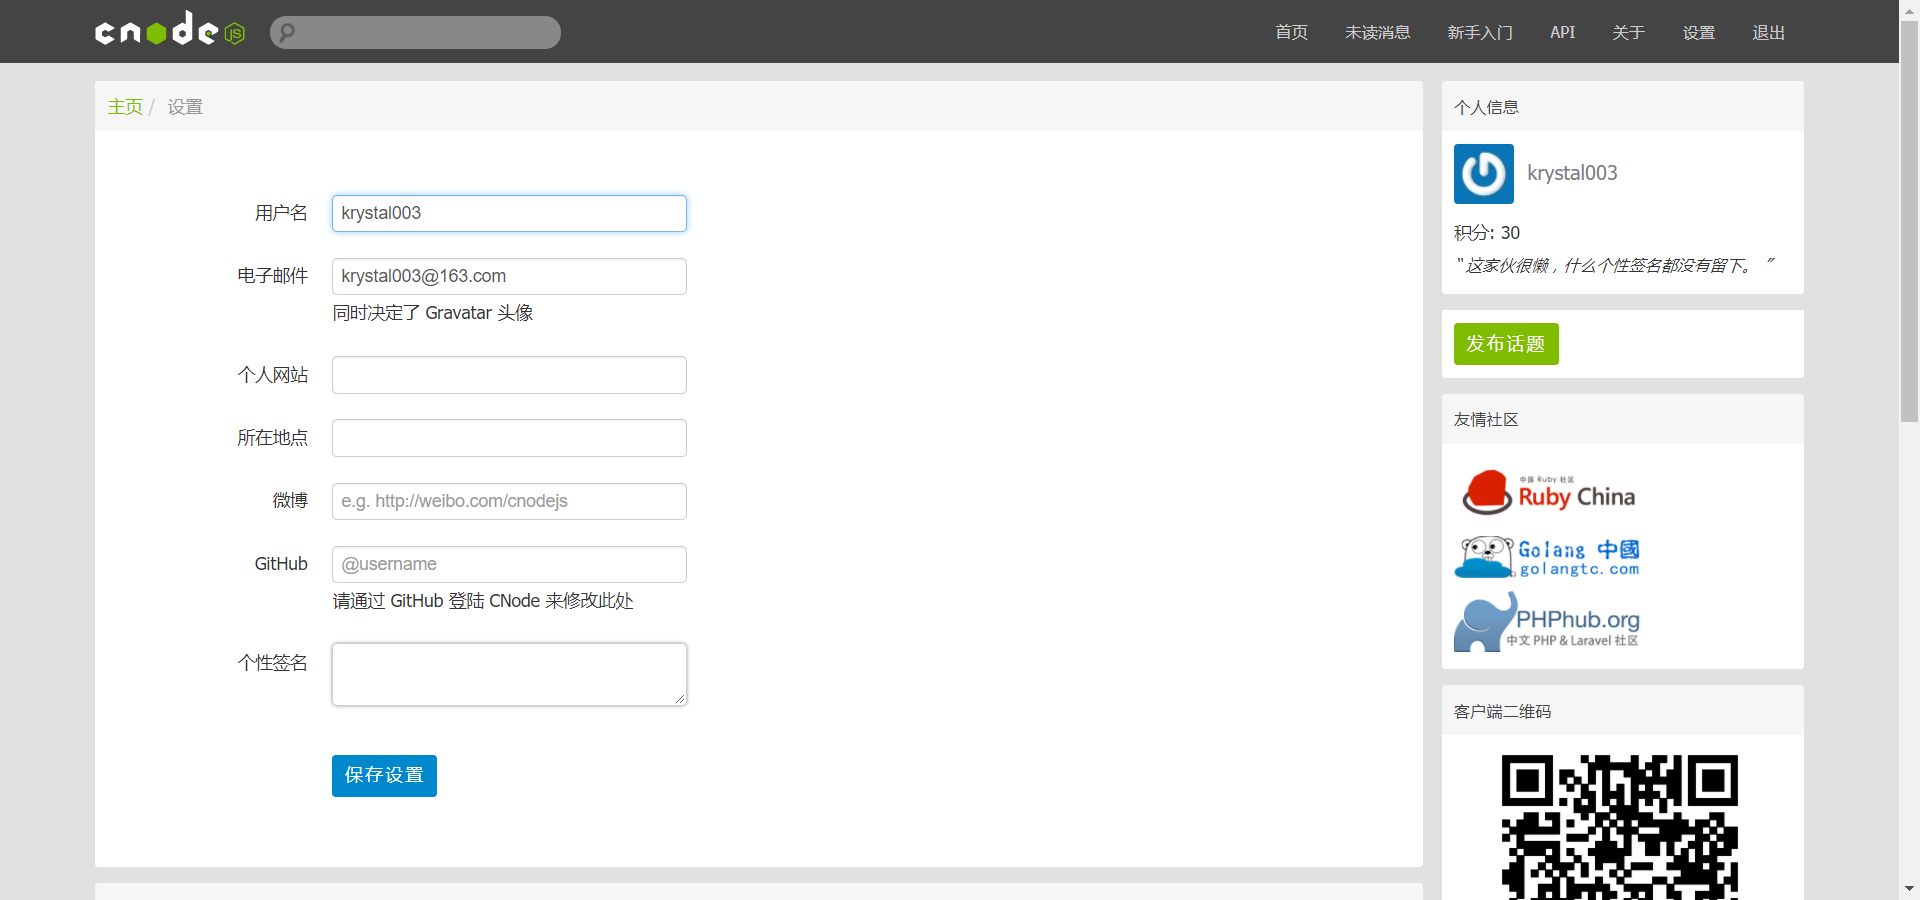 cnode JS
首页 未读消息 新手入门 API 关于 设置 退出
主页 / 设置
用户名 krystal003
电子邮件 krystal003@163.com
同时决定了 Gravatar 头像
个人网站
所在地点
微博 e.g. http://weibo.com/cnodejs
GitHub @username
请通过 GitHub 登陆 CNode 来修改此处
个性签名
保存设置
个人信息
krystal003
积分: 30
“ 这家伙很懒，什么个性签名都没有留下。 ”
发布话题
友情社区
中国 Ruby 社区
Ruby China
Golang 中國
golangtc.com
PHPhub.org
中文 PHP & Laravel 社区
客户端二维码